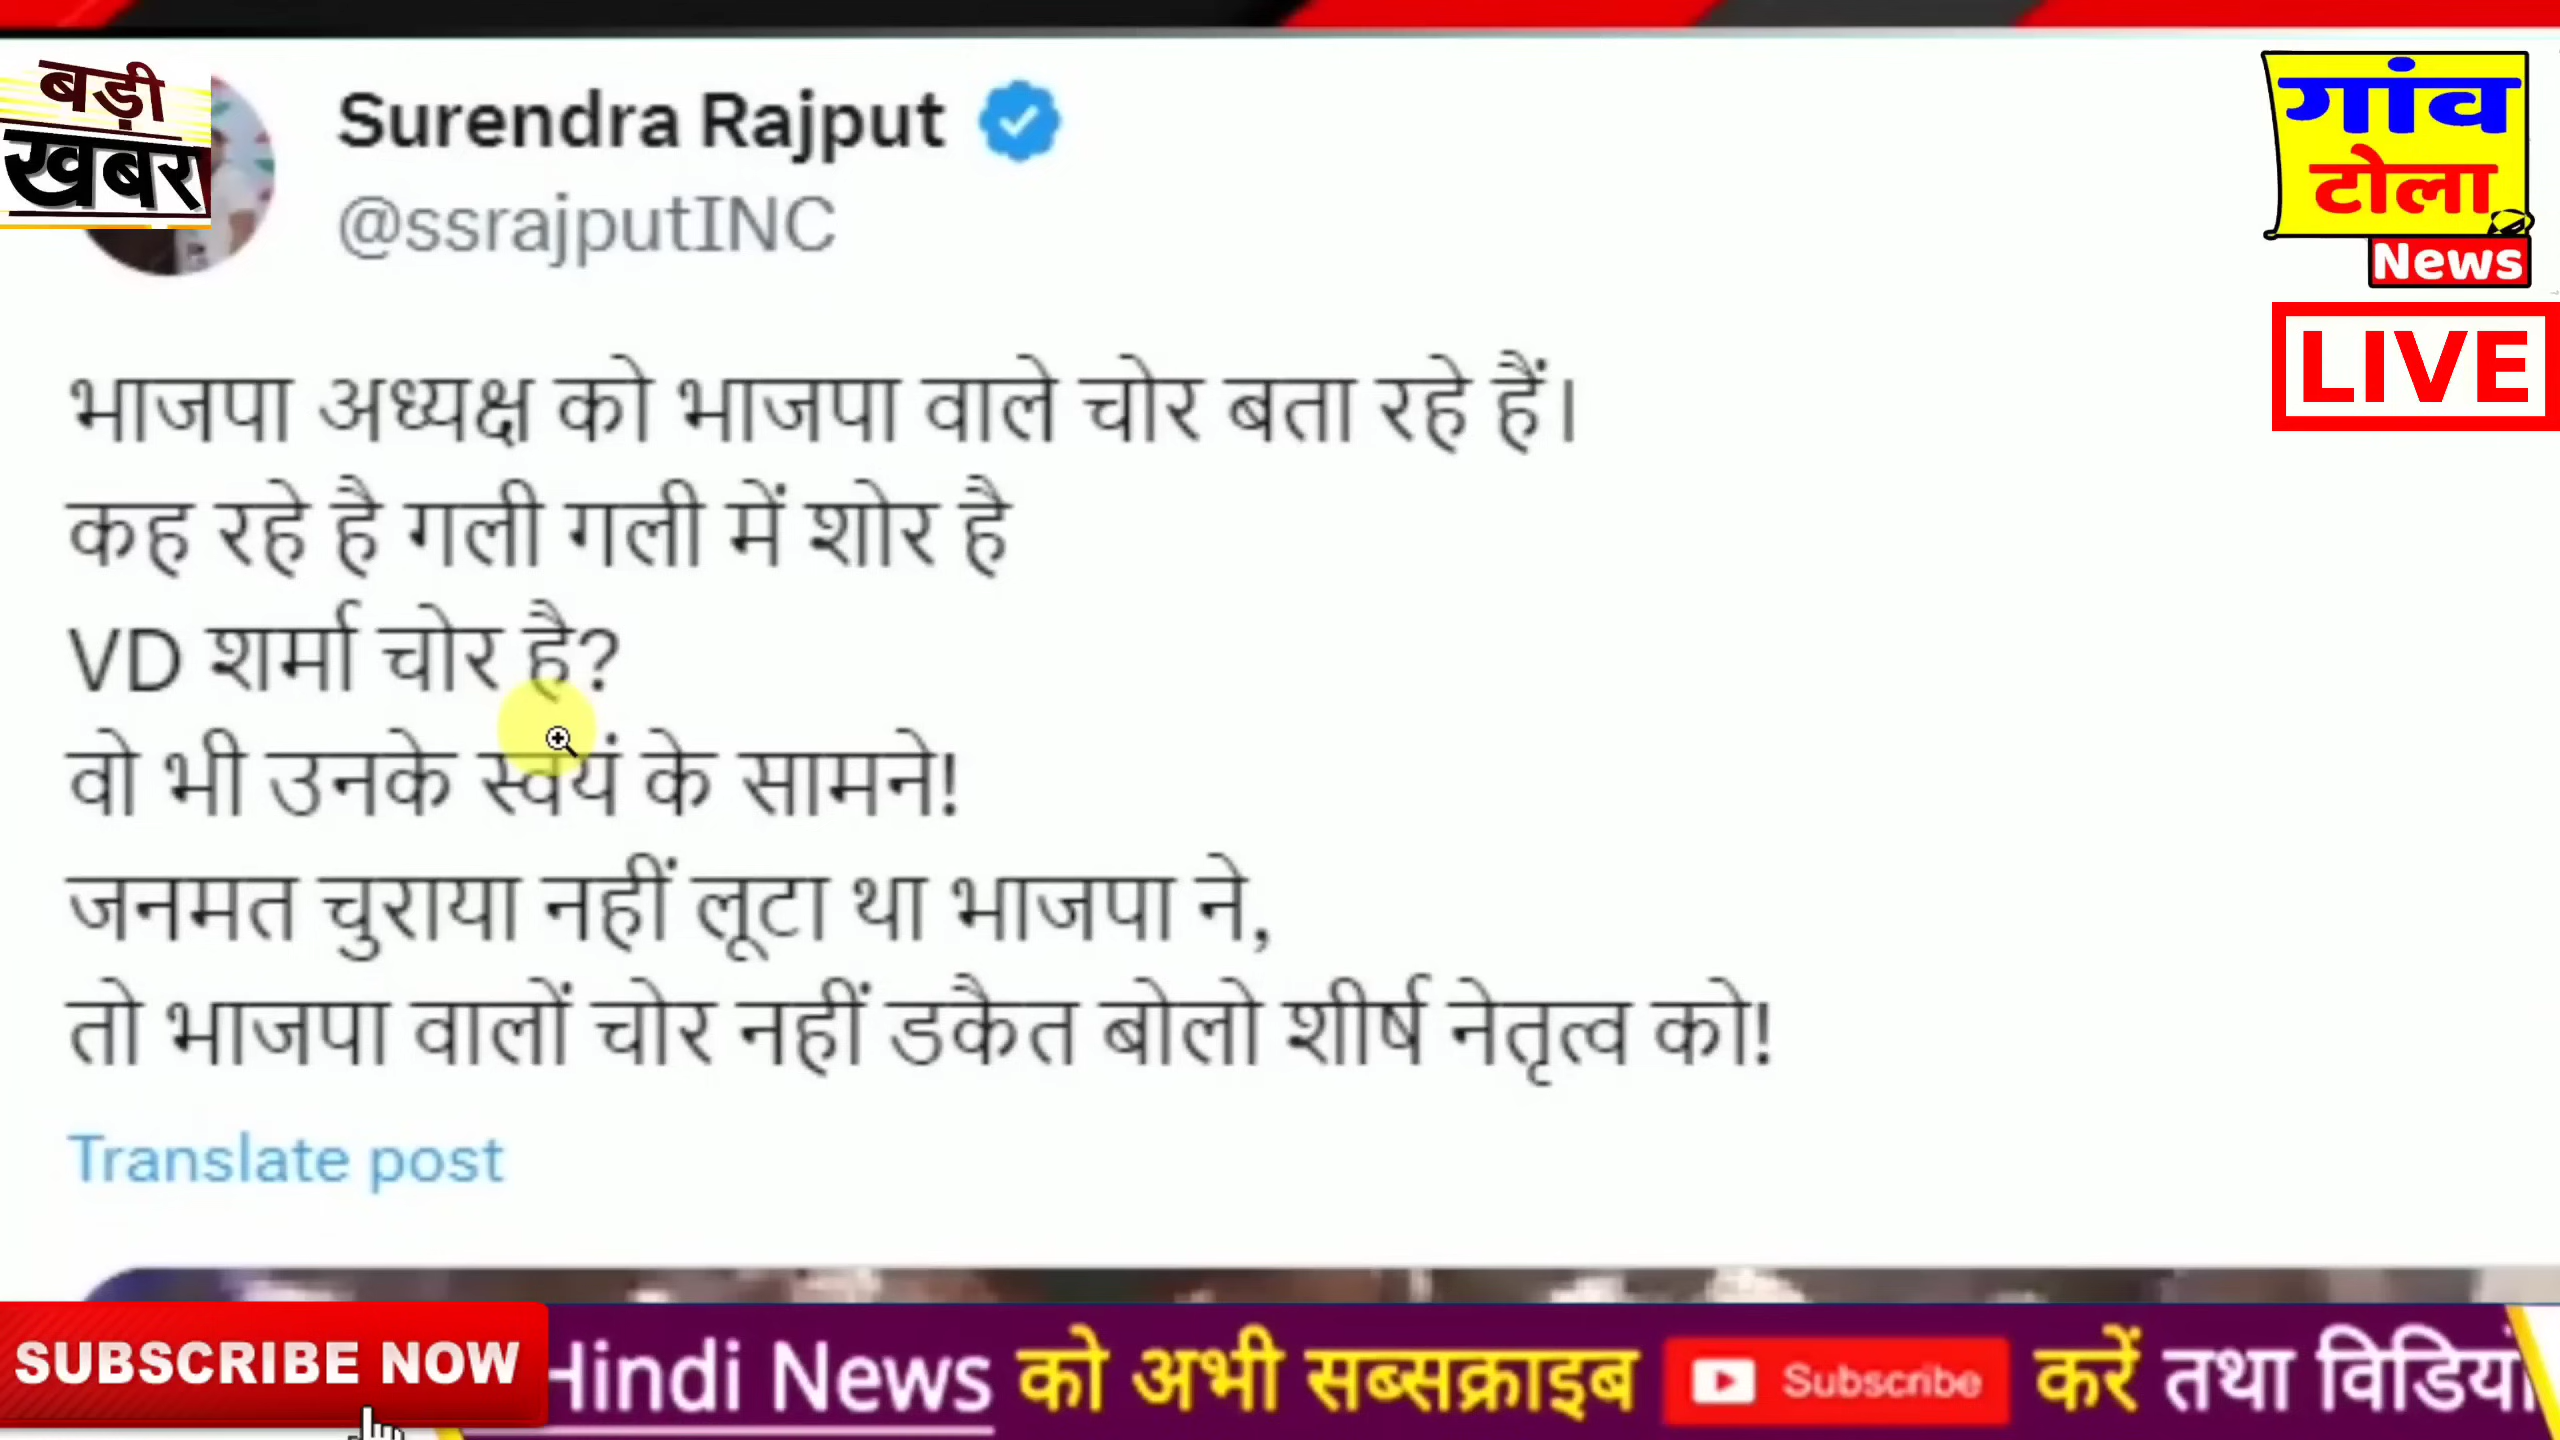 बड़ी
खबर
Surendra Rajput
@ssrajputINC
गांव
टोला
News
LIVE
भाजपा अध्यक्ष को भाजपा वाले चोर बता रहे हैं।
कह रहे है गली गली में शोर है
VD शर्मा चोर है?
वो भी उनके स्वयं के सामने!
जनमत चुराया नहीं लूटा था भाजपा ने,
तो भाजपा वालों चोर नहीं डकैत बोलो शीर्ष नेतृत्व को!
Translate post
SUBSCRIBE NOW
Hindi News को अभी सब्सक्राइब Subscribe करें तथा विडियो